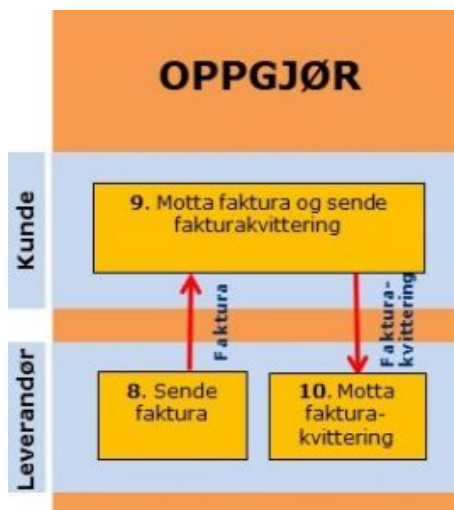 OPPGJØR
Kunde
9. Motta faktura og sende
fakturakvittering
Faktura
Faktura-
kvittering
Leverandør
8. Sende
faktura
10. Motta
faktura-
kvittering